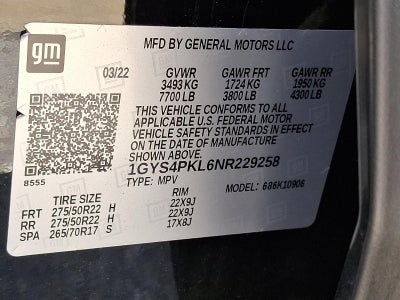 gm
MFD BY GENERAL MOTORS LLC
03/22 GVWR GAWR FRT GAWR RR
3493 KG 1724 KG 1950 KG
7700 LB 3800 LB 4300 LB
THIS VEHICLE CONFORMS TO ALL
APPLICABLE U.S. FEDERAL MOTOR
VEHICLE SAFETY STANDARDS IN EFFECT
ON THE DATE OF MANUFACTURE
SHOWN ABOVE.
8555
1GYS4PKL6NR229258
TYPE: MPV MODEL: 686K10906
TIRE SIZE RIM
FRT 275/50R22 H 22X9J
RR 275/50R22 H 22X9J
SPA 265/70R17 S 17X8J